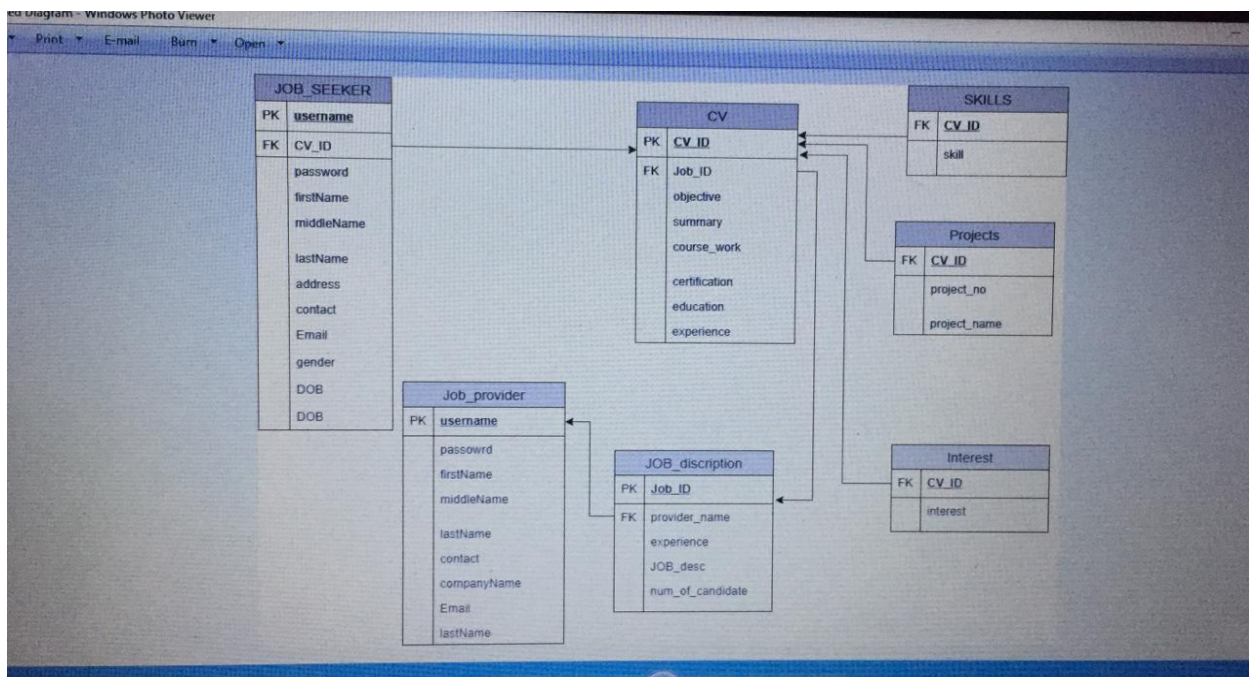 Diagram - Windows Photo Viewer
Print E-mail Burn Open
JOB_SEEKER
PK username
FK CV_ID
password
firstName
middleName
lastName
address
contact
Email
gender
DOB
DOB
CV
PK CV_ID
FK Job_ID
objective
summary
course_work
certification
education
experience
SKILLS
FK CV_ID
skill
Projects
FK CV_ID
project_no
project_name
Job_provider
PK username
passowrd
firstName
middleName
lastName
contact
companyName
Email
lastName
JOB_discription
PK Job_ID
FK provider_name
experience
JOB_desc
num_of_candidate
Interest
FK CV_ID
interest